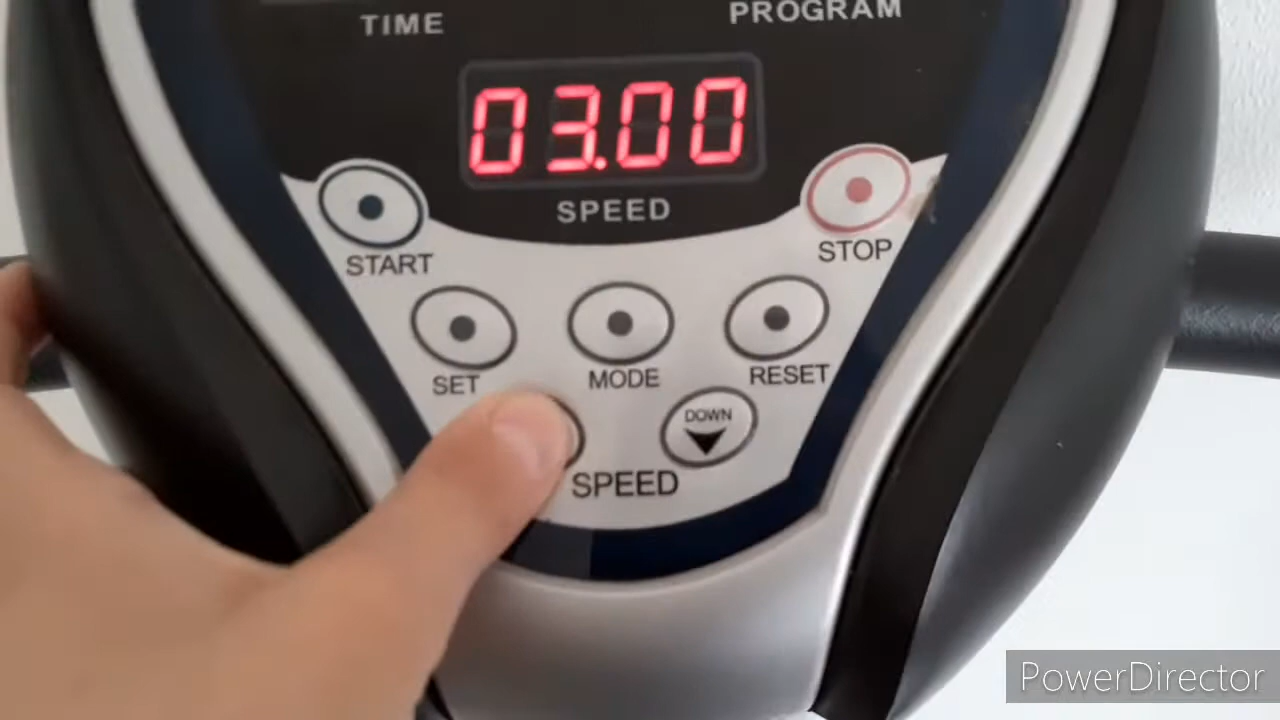 TIME PROGRAM
03.00
SPEED
START STOP
SET MODE RESET
DOWN
SPEED
PowerDirector